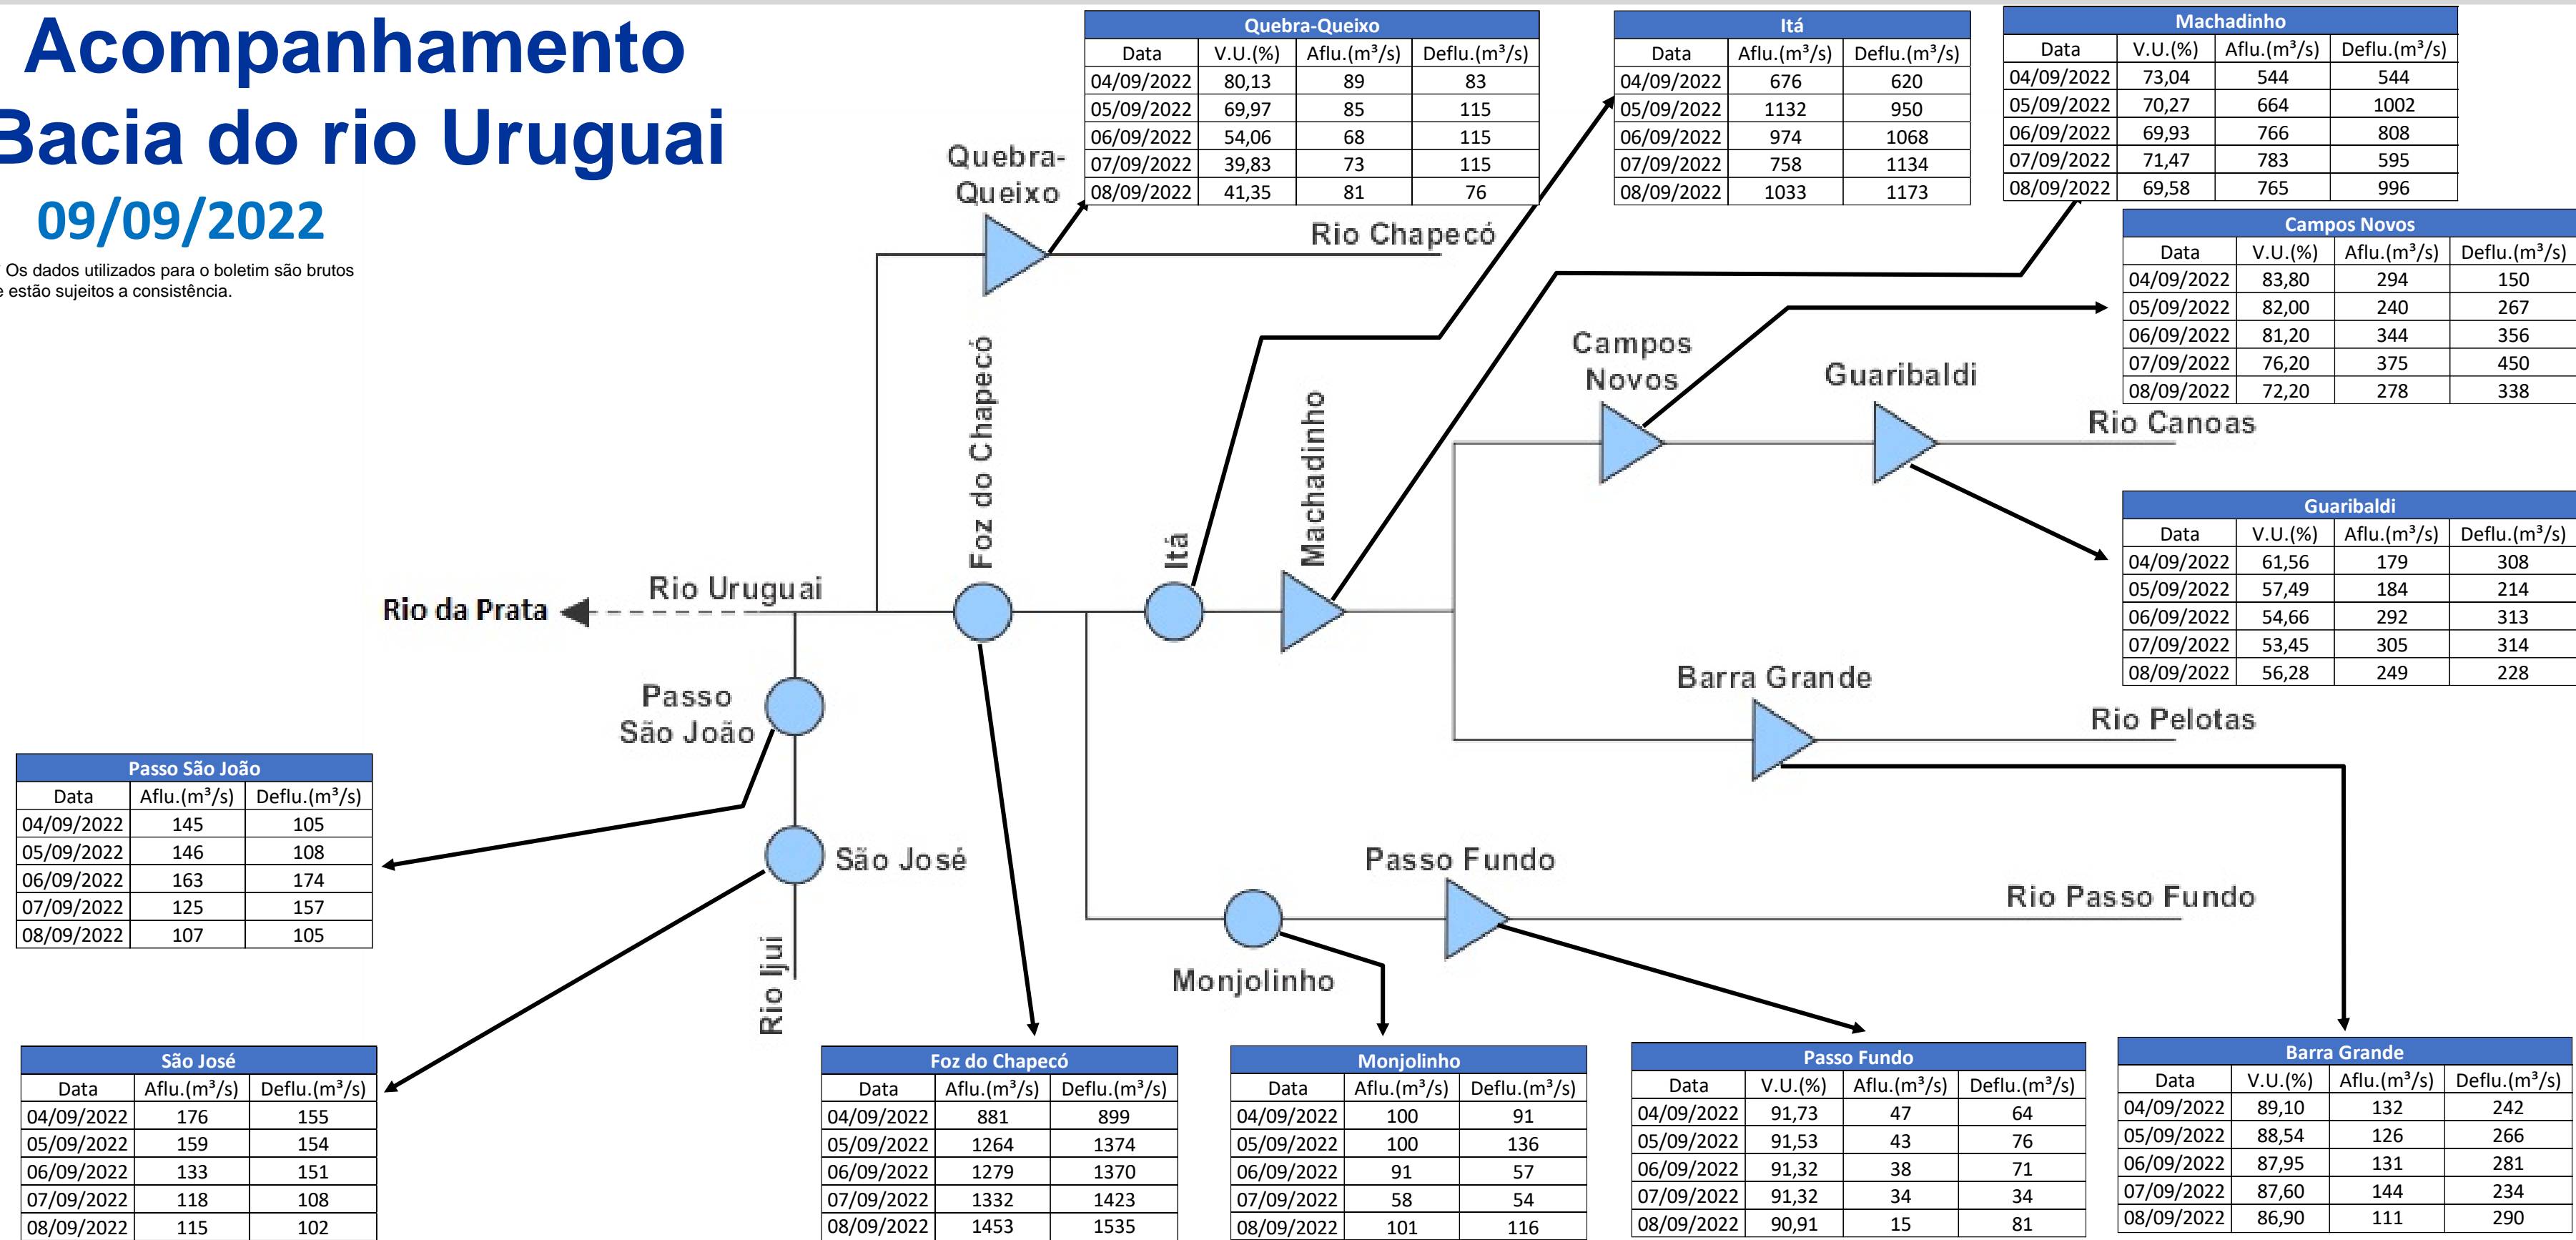 Acompanhamento
Bacia do rio Uruguai
09/09/2022
* Os dados utilizados para o boletim são brutos
e estão sujeitos a consistência.
Quebra-Queixo
Data V.U.(%) Aflu.(m³/s) Deflu.(m³/s)
04/09/2022 80,13 89 83
05/09/2022 69,97 85 115
06/09/2022 54,06 68 115
07/09/2022 39,83 73 115
08/09/2022 41,35 81 76
Itá
Data Aflu.(m³/s) Deflu.(m³/s)
04/09/2022 676 620
05/09/2022 1132 950
06/09/2022 974 1068
07/09/2022 758 1134
08/09/2022 1033 1173
Machadinho
Data V.U.(%) Aflu.(m³/s) Deflu.(m³/s)
04/09/2022 73,04 544 544
05/09/2022 70,27 664 1002
06/09/2022 69,93 766 808
07/09/2022 71,47 783 595
08/09/2022 69,58 765 996
Campos Novos
Data V.U.(%) Aflu.(m³/s) Deflu.(m³/s)
04/09/2022 83,80 294 150
05/09/2022 82,00 240 267
06/09/2022 81,20 344 356
07/09/2022 76,20 375 450
08/09/2022 72,20 278 338
Quebra-
Queixo
Rio Chapecó
Foz do Chapecó
Itá
Machadinho
Campos
Novos
Guaribaldi
Rio Canoas
Guaribaldi
Data V.U.(%) Aflu.(m³/s) Deflu.(m³/s)
04/09/2022 61,56 179 308
05/09/2022 57,49 184 214
06/09/2022 54,66 292 313
07/09/2022 53,45 305 314
08/09/2022 56,28 249 228
Rio da Prata
Rio Uruguai
Barra Grande
Rio Pelotas
Passo
São João
São José
Rio Ijuí
Passo Fundo
Rio Passo Fundo
Monjolinho
Passo São João
Data Aflu.(m³/s) Deflu.(m³/s)
04/09/2022 145 105
05/09/2022 146 108
06/09/2022 163 174
07/09/2022 125 157
08/09/2022 107 105
São José
Data Aflu.(m³/s) Deflu.(m³/s)
04/09/2022 176 155
05/09/2022 159 154
06/09/2022 133 151
07/09/2022 118 108
08/09/2022 115 102
Foz do Chapecó
Data Aflu.(m³/s) Deflu.(m³/s)
04/09/2022 881 899
05/09/2022 1264 1374
06/09/2022 1279 1370
07/09/2022 1332 1423
08/09/2022 1453 1535
Monjolinho
Data Aflu.(m³/s) Deflu.(m³/s)
04/09/2022 100 91
05/09/2022 100 136
06/09/2022 91 57
07/09/2022 58 54
08/09/2022 101 116
Passo Fundo
Data V.U.(%) Aflu.(m³/s) Deflu.(m³/s)
04/09/2022 91,73 47 64
05/09/2022 91,53 43 76
06/09/2022 91,32 38 71
07/09/2022 91,32 34 34
08/09/2022 90,91 15 81
Barra Grande
Data V.U.(%) Aflu.(m³/s) Deflu.(m³/s)
04/09/2022 89,10 132 242
05/09/2022 88,54 126 266
06/09/2022 87,95 131 281
07/09/2022 87,60 144 234
08/09/2022 86,90 111 290